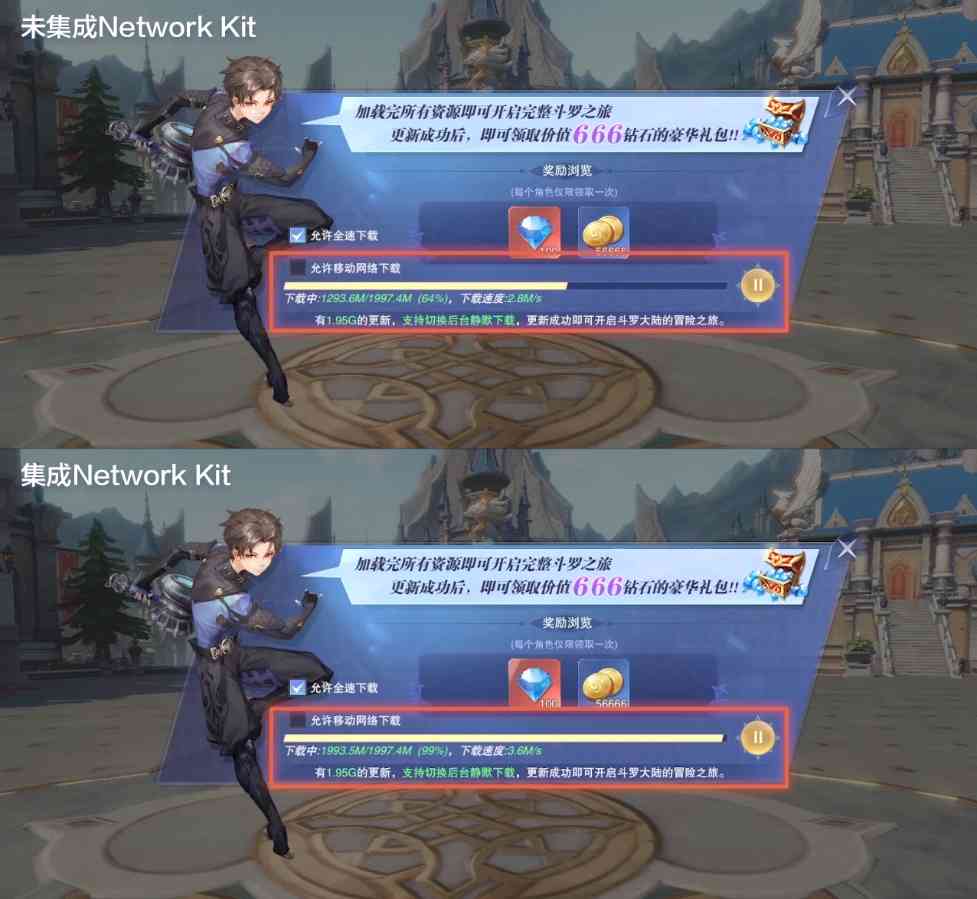 未集成Network Kit
加载完所有资源即可开启完整斗罗之旅
更新成功后，即可领取价值666钻石的豪华礼包!!
奖励浏览
(每个角色仅限领取一次)
100
56666
允许全速下载
允许移动网络下载
下载中:1293.6M/1997.4M (64%)，下载速度:2.8M/s
有1.95G的更新，支持切换后台静默下载，更新成功即可开启斗罗大陆的冒险之旅。
集成Network Kit
加载完所有资源即可开启完整斗罗之旅
更新成功后，即可领取价值666钻石的豪华礼包!!
奖励浏览
(每个角色仅限领取一次)
100
56666
允许全速下载
允许移动网络下载
下载中:1993.5M/1997.4M (99%)，下载速度:3.6M/s
有1.95G的更新，支持切换后台静默下载，更新成功即可开启斗罗大陆的冒险之旅。